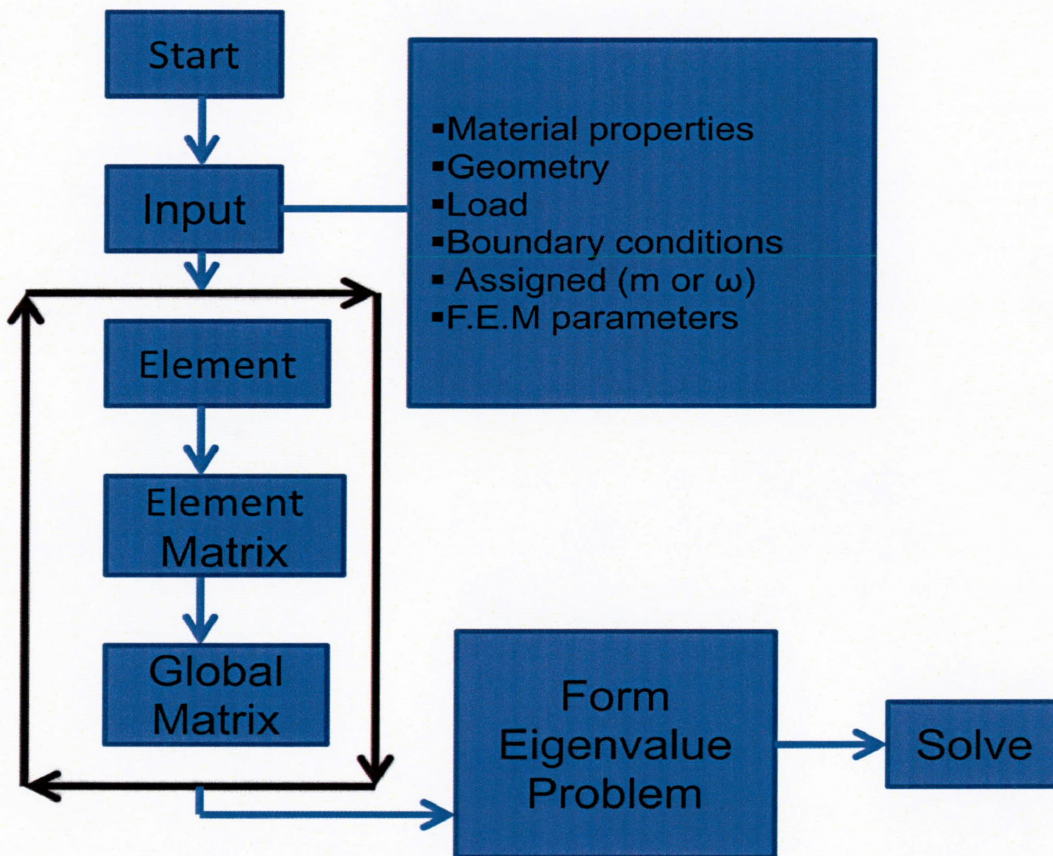 Start
Input
▪Material properties
▪Geometry
▪Load
▪Boundary conditions
▪ Assigned (m or ω)
▪F.E.M parameters
Element
Element
Matrix
Global
Matrix
Form
Eigenvalue
Problem
Solve